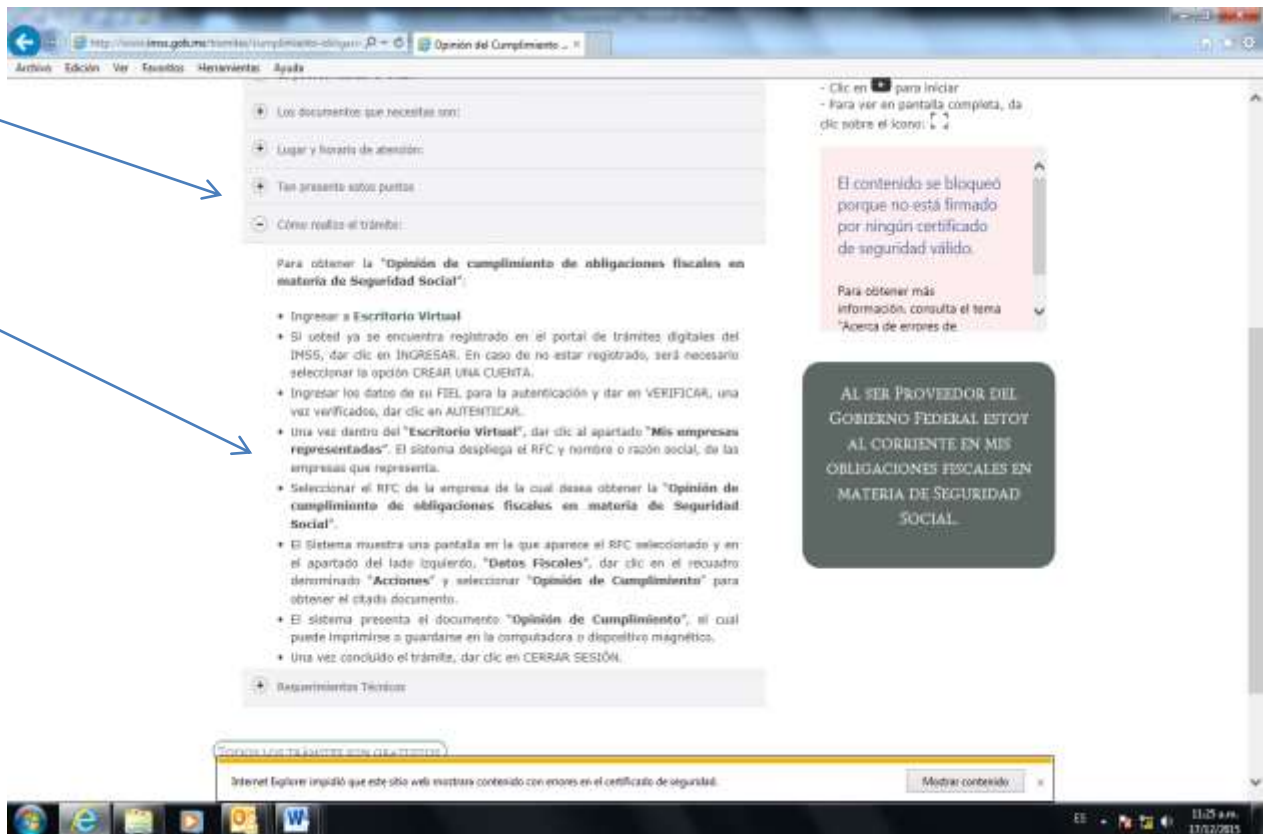 Opinión del Cumplimiento ...
Archivo Edición Ver Favoritos Herramientas Ayuda
Los documentos que necesitas son:
Lugar y horario de atención:
Ten presente estos puntos
Cómo realizo el trámite:
Para obtener la "Opinión de cumplimiento de obligaciones fiscales en
materia de Seguridad Social":
• Ingresar a Escritorio Virtual
• Si usted ya se encuentra registrado en el portal de trámites digitales del
IMSS, dar clic en INGRESAR. En caso de no estar registrado, será necesario
seleccionar la opción CREAR UNA CUENTA.
• Ingresar los datos de su FIEL para la autenticación y dar en VERIFICAR, una
vez verificados, dar clic en AUTENTICAR.
• Una vez dentro del "Escritorio Virtual", dar clic al apartado "Mis empresas
representadas". El sistema despliega el RFC y nombre o razón social, de las
empresas que representa.
• Seleccionar el RFC de la empresa de la cual desea obtener la "Opinión de
cumplimiento de obligaciones fiscales en materia de Seguridad
Social".
• El Sistema muestra una pantalla en la que aparece el RFC seleccionado y en
el apartado del lado izquierdo, "Datos Fiscales", dar clic en el recuadro
denominado "Acciones" y seleccionar "Opinión de Cumplimiento" para
obtener el citado documento.
• El sistema presenta el documento "Opinión de Cumplimiento", el cual
puede imprimirse o guardarse en la computadora o dispositivo magnético.
• Una vez concluido el trámite, dar clic en CERRAR SESIÓN.
Requerimientos Técnicos
TODOS LOS TRÁMITES SON GRATUITOS
- Clic en para iniciar
- Para ver en pantalla completa, da
clic sobre el icono:
El contenido se bloqueó
porque no está firmado
por ningún certificado
de seguridad válido.
Para obtener más
información, consulta el tema
"Acerca de errores de
AL SER PROVEEDOR DEL
GOBIERNO FEDERAL ESTOY
AL CORRIENTE EN MIS
OBLIGACIONES FISCALES EN
MATERIA DE SEGURIDAD
SOCIAL.
Internet Explorer impidió que este sitio web mostrara contenido con errores en el certificado de seguridad.
Mostrar contenido
ES
11:25 a.m.
17/12/2015